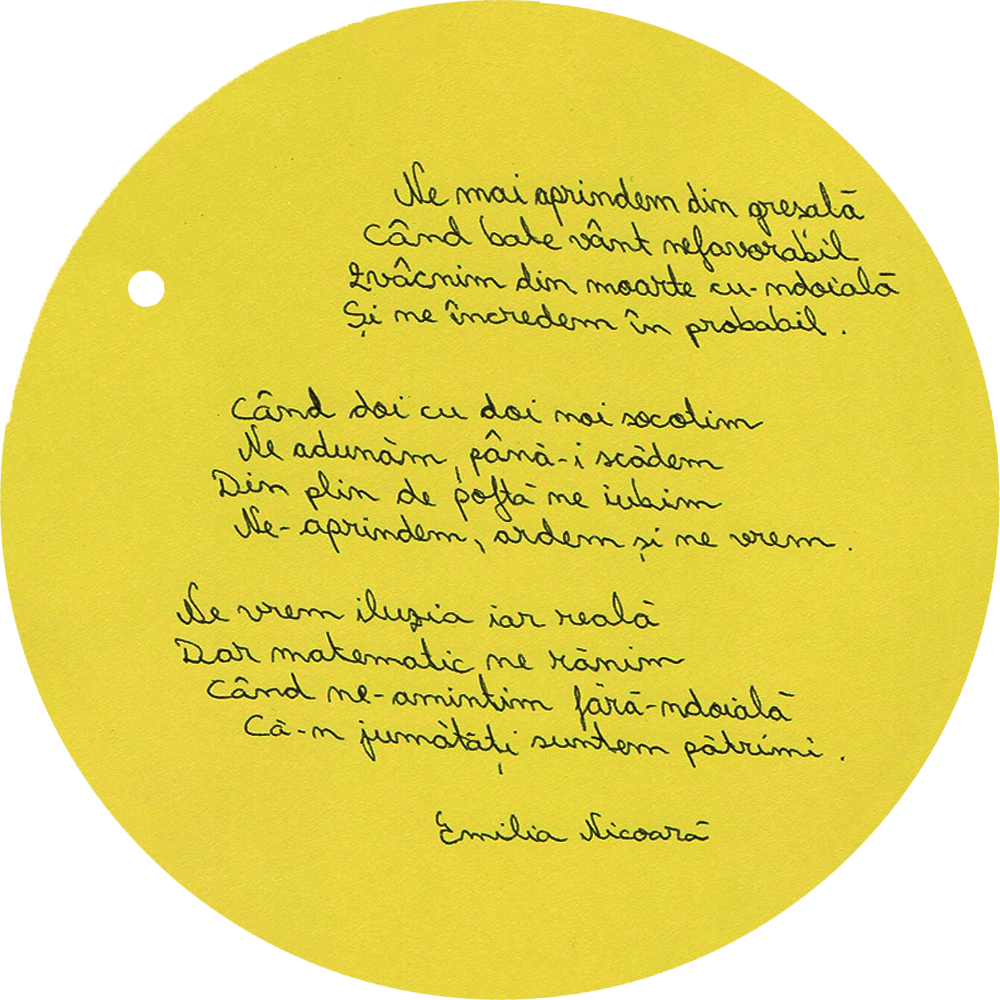 Ne mai aprindem din greșală
Când bate vânt nefavorabil
Zvâcnim din moarte cu-ndoială
Și ne încredem în probabil.
Când doi cu doi noi socotim
Ne adunăm, până-i scădem
Din plin de poftă ne iubim
Ne-aprindem, ardem și ne vrem.
Ne vrem iluzia iar reală
Dar matematic ne rănim
Când ne-amintim fără-ndoială
Că-n jumătăți suntem pătrimi.
Emilia Nicoară